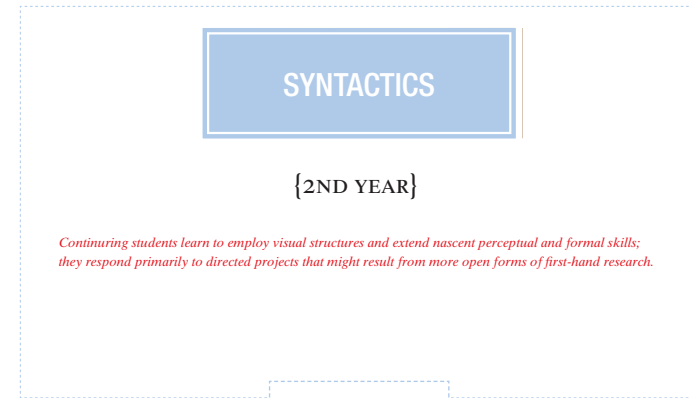 SYNTACTICS
{2ND YEAR}
Continuring students learn to employ visual structures and extend nascent perceptual and formal skills;
they respond primarily to directed projects that might result from more open forms of first-hand research.